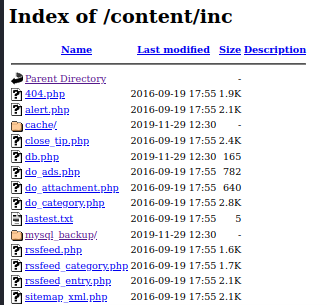 Index of /content/inc
Name Last modified Size Description
Parent Directory -
404.php 2016-09-19 17:55 1.9K
alert.php 2016-09-19 17:55 2.1K
cache/ 2019-11-29 12:30 -
close_tip.php 2016-09-19 17:55 2.4K
db.php 2019-11-29 12:30 165
do_ads.php 2016-09-19 17:55 782
do_attachment.php 2016-09-19 17:55 640
do_category.php 2016-09-19 17:55 2.8K
lastest.txt 2016-09-19 17:55 5
mysql_backup/ 2019-11-29 12:30 -
rssfeed.php 2016-09-19 17:55 1.6K
rssfeed_category.php 2016-09-19 17:55 1.7K
rssfeed_entry.php 2016-09-19 17:55 2.1K
sitemap_xml.php 2016-09-19 17:55 2.1K